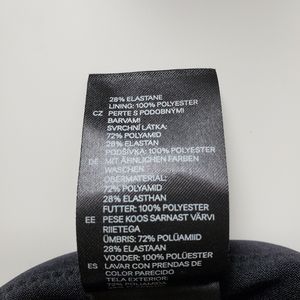 28% ELASTANE
LINING: 100% POLYESTER
CZ PERTE S PODOBNÝMI
BARVAMI
SVRCHNÍ LÁTKA:
72% POLYAMID
28% ELASTAN
PODŠÍVKA: 100% POLYESTER
DE MIT ÄHNLICHEN FARBEN
WASCHEN
OBERMATERIAL:
72% POLYAMID
28% ELASTHAN
FUTTER: 100% POLYESTER
EE PESE KOOS SARNAST VÄRVI
RIIETEGA
ÜMBRIS: 72% POLÜAMIID
28% ELASTAAN
VOODER: 100% POLÜESTER
ES LAVAR CON PRENDAS DE
COLOR PARECIDO
TELA EXTERIOR:
72% POLIAMIDA